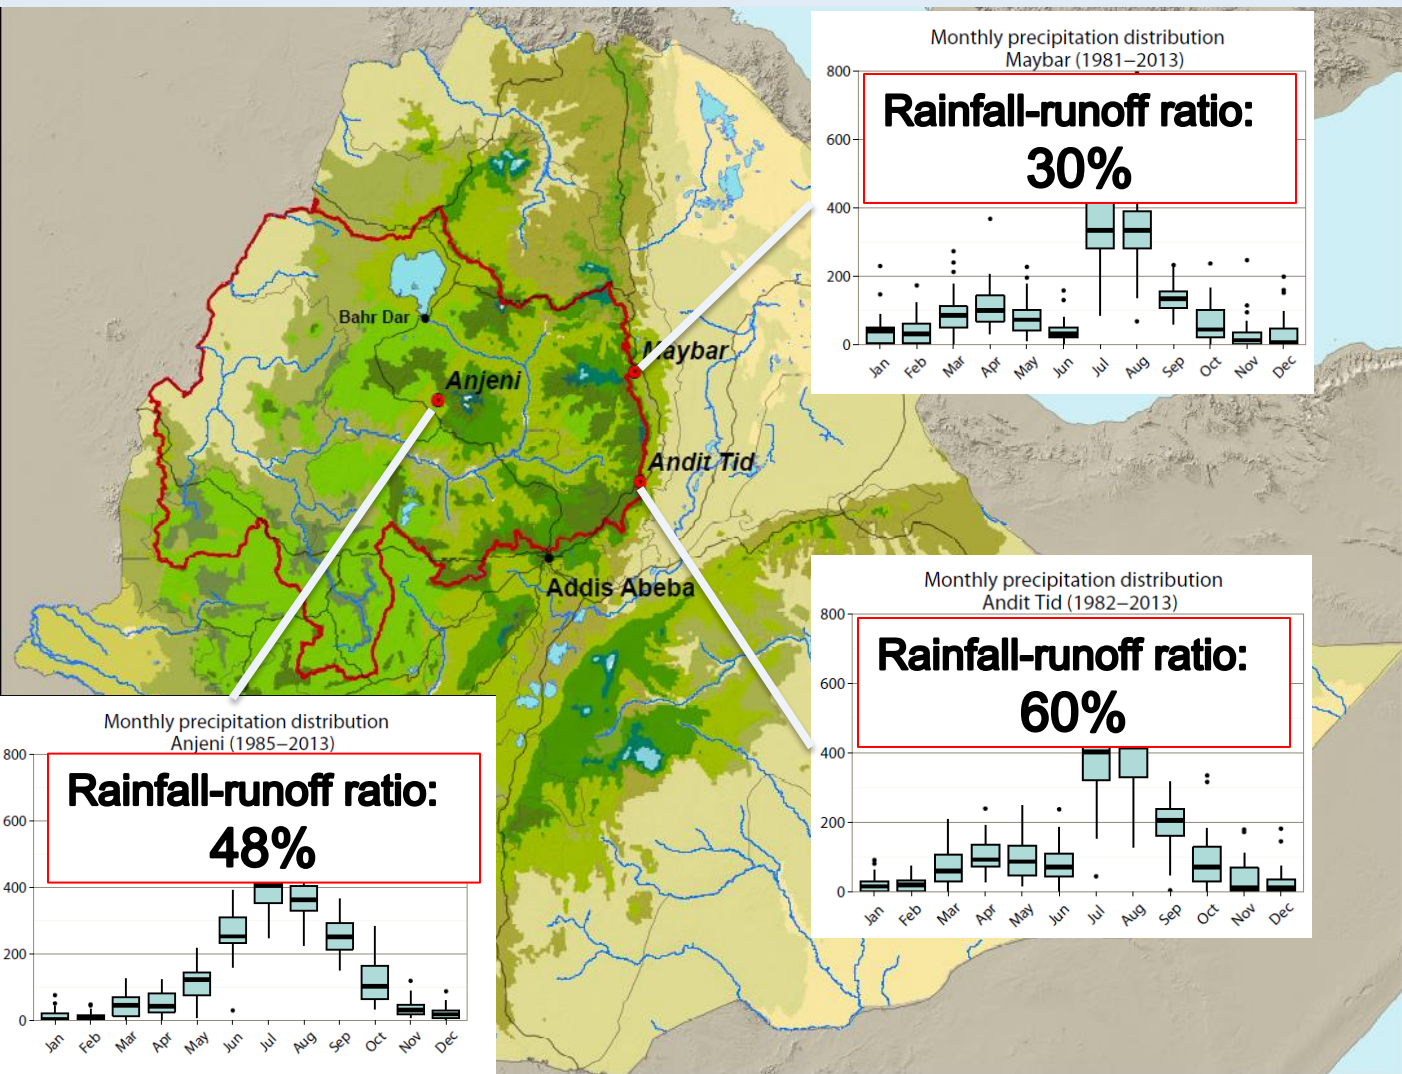 Monthly precipitation distribution
Maybar (1981–2013)
800
600
400
200
0
Rainfall-runoff ratio:
30%
Jan Feb Mar Apr May Jun Jul Aug Sep Oct Nov Dec
Bahr Dar
Maybar
Anjeni
Andit Tid
Addis Abeba
Monthly precipitation distribution
Andit Tid (1982–2013)
800
600
400
200
0
Rainfall-runoff ratio:
60%
Jan Feb Mar Apr May Jun Jul Aug Sep Oct Nov Dec
Monthly precipitation distribution
Anjeni (1985–2013)
800
600
400
200
0
Rainfall-runoff ratio:
48%
Jan Feb Mar Apr May Jun Jul Aug Sep Oct Nov Dec